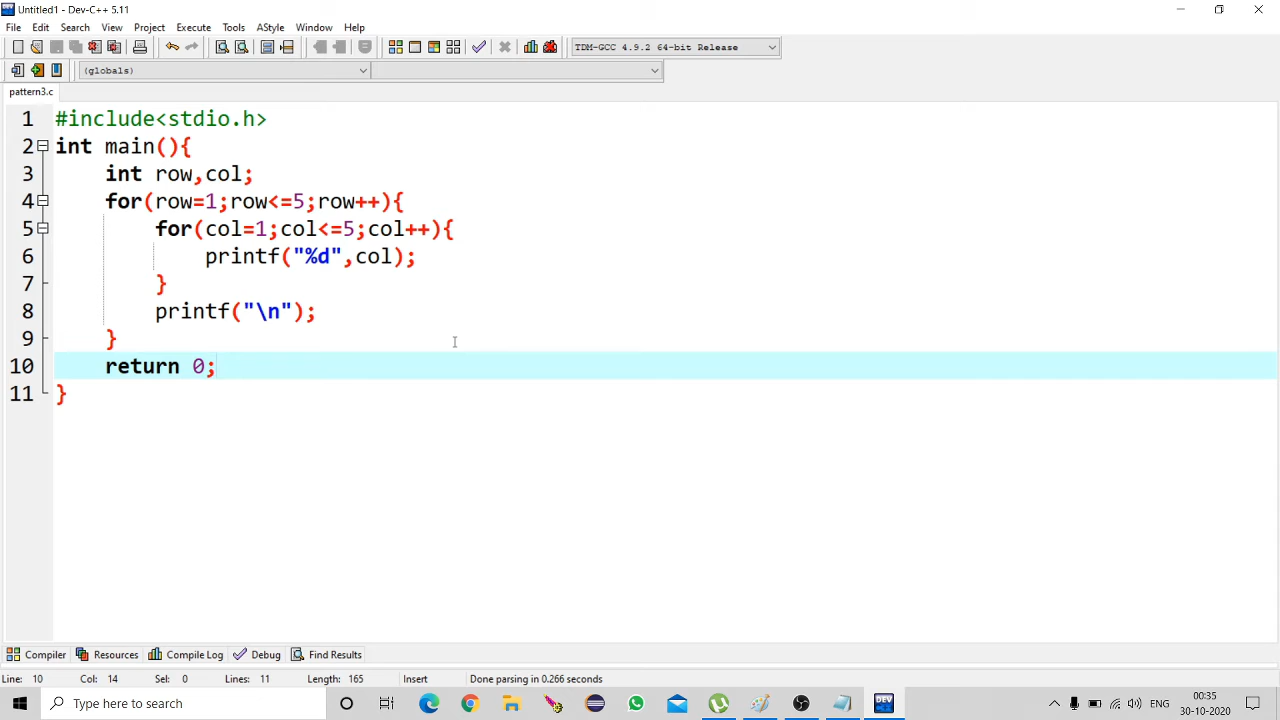 Untitled1 - Dev-C++ 5.11
File Edit Search View Project Execute Tools AStyle Window Help
TDM-GCC 4.9.2 64-bit Release
(globals)
pattern3.c
1 #include<stdio.h>
2 int main(){
3 int row,col;
4 for(row=1;row<=5;row++){
5 for(col=1;col<=5;col++){
6 printf("%d",col);
7 }
8 printf("\n");
9 }
10 return 0;
11 }
Compiler Resources Compile Log Debug Find Results
Line: 10 Col: 14 Sel: 0 Lines: 11 Length: 165 Insert Done parsing in 0.266 seconds
Type here to search
DEV
ENG
00:35
30-10-2020